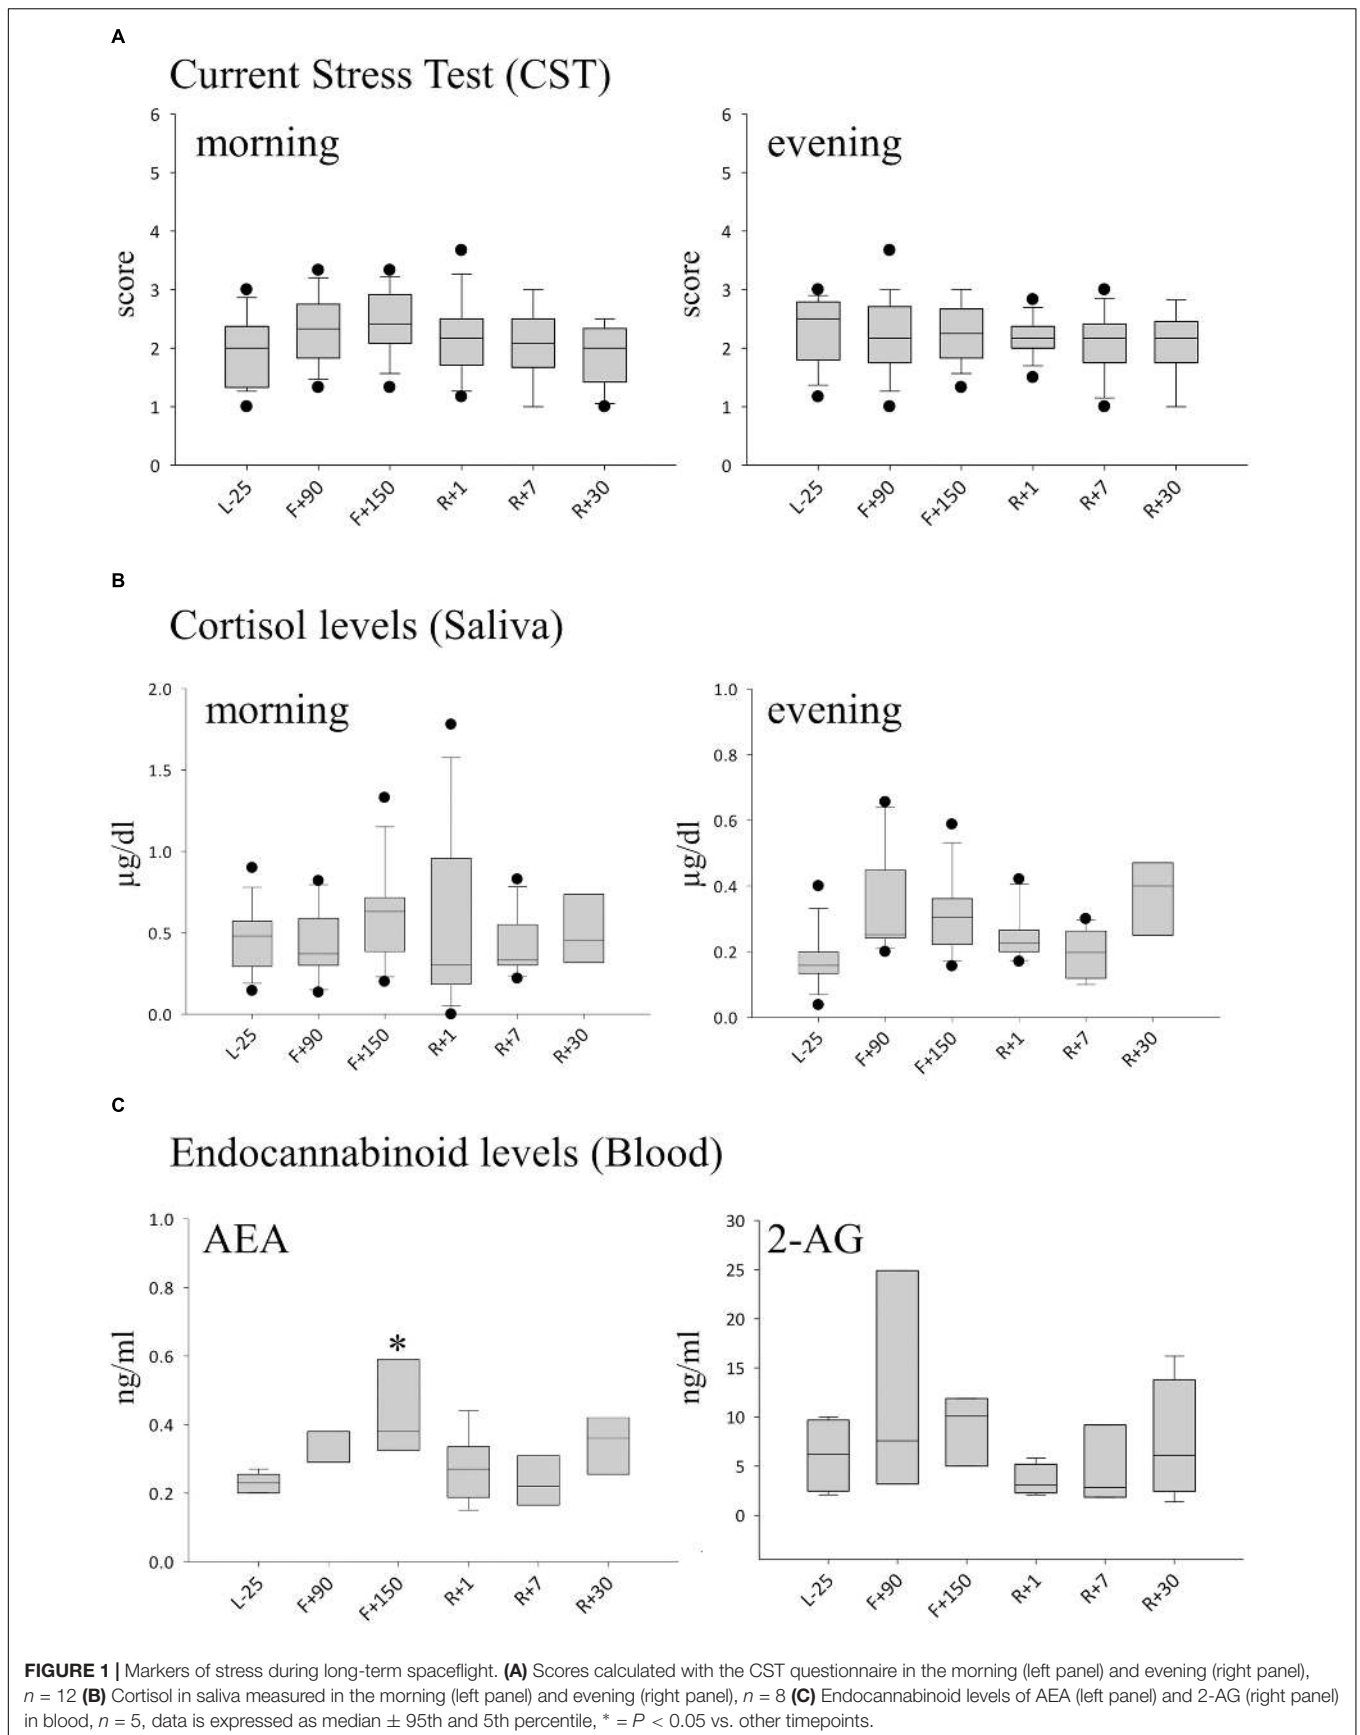 A
Current Stress Test (CST)
morning
score
6
5
4
3
2
1
0
L-25 F+90 F+150 R+1 R+7 R+30
evening
score
6
5
4
3
2
1
0
L-25 F+90 F+150 R+1 R+7 R+30
B
Cortisol levels (Saliva)
morning
µg/dl
2.0
1.5
1.0
0.5
0.0
L-25 F+90 F+150 R+1 R+7 R+30
evening
µg/dl
1.0
0.8
0.6
0.4
0.2
0.0
L-25 F+90 F+150 R+1 R+7 R+30
C
Endocannabinoid levels (Blood)
AEA
ng/ml
1.0
0.8
0.6
0.4
0.2
0.0
*
L-25 F+90 F+150 R+1 R+7 R+30
2-AG
ng/ml
30
25
20
15
10
5
0
L-25 F+90 F+150 R+1 R+7 R+30
FIGURE 1 | Markers of stress during long-term spaceflight. (A) Scores calculated with the CST questionnaire in the morning (left panel) and evening (right panel),
n = 12 (B) Cortisol in saliva measured in the morning (left panel) and evening (right panel), n = 8 (C) Endocannabinoid levels of AEA (left panel) and 2-AG (right panel)
in blood, n = 5, data is expressed as median ± 95th and 5th percentile, * = P < 0.05 vs. other timepoints.